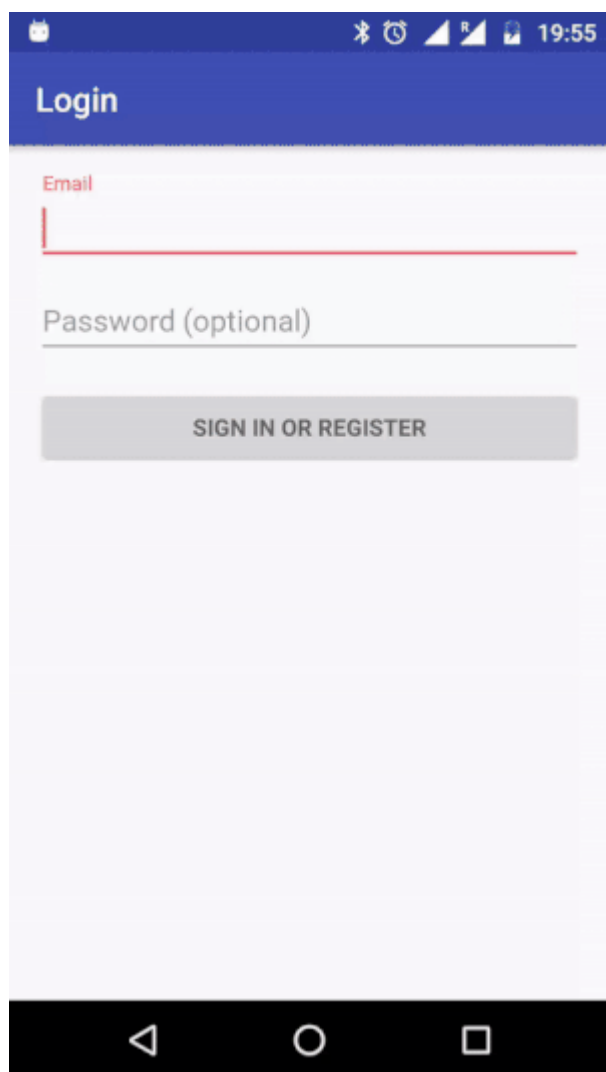 R 19:55
Login
Email
Password (optional)
SIGN IN OR REGISTER